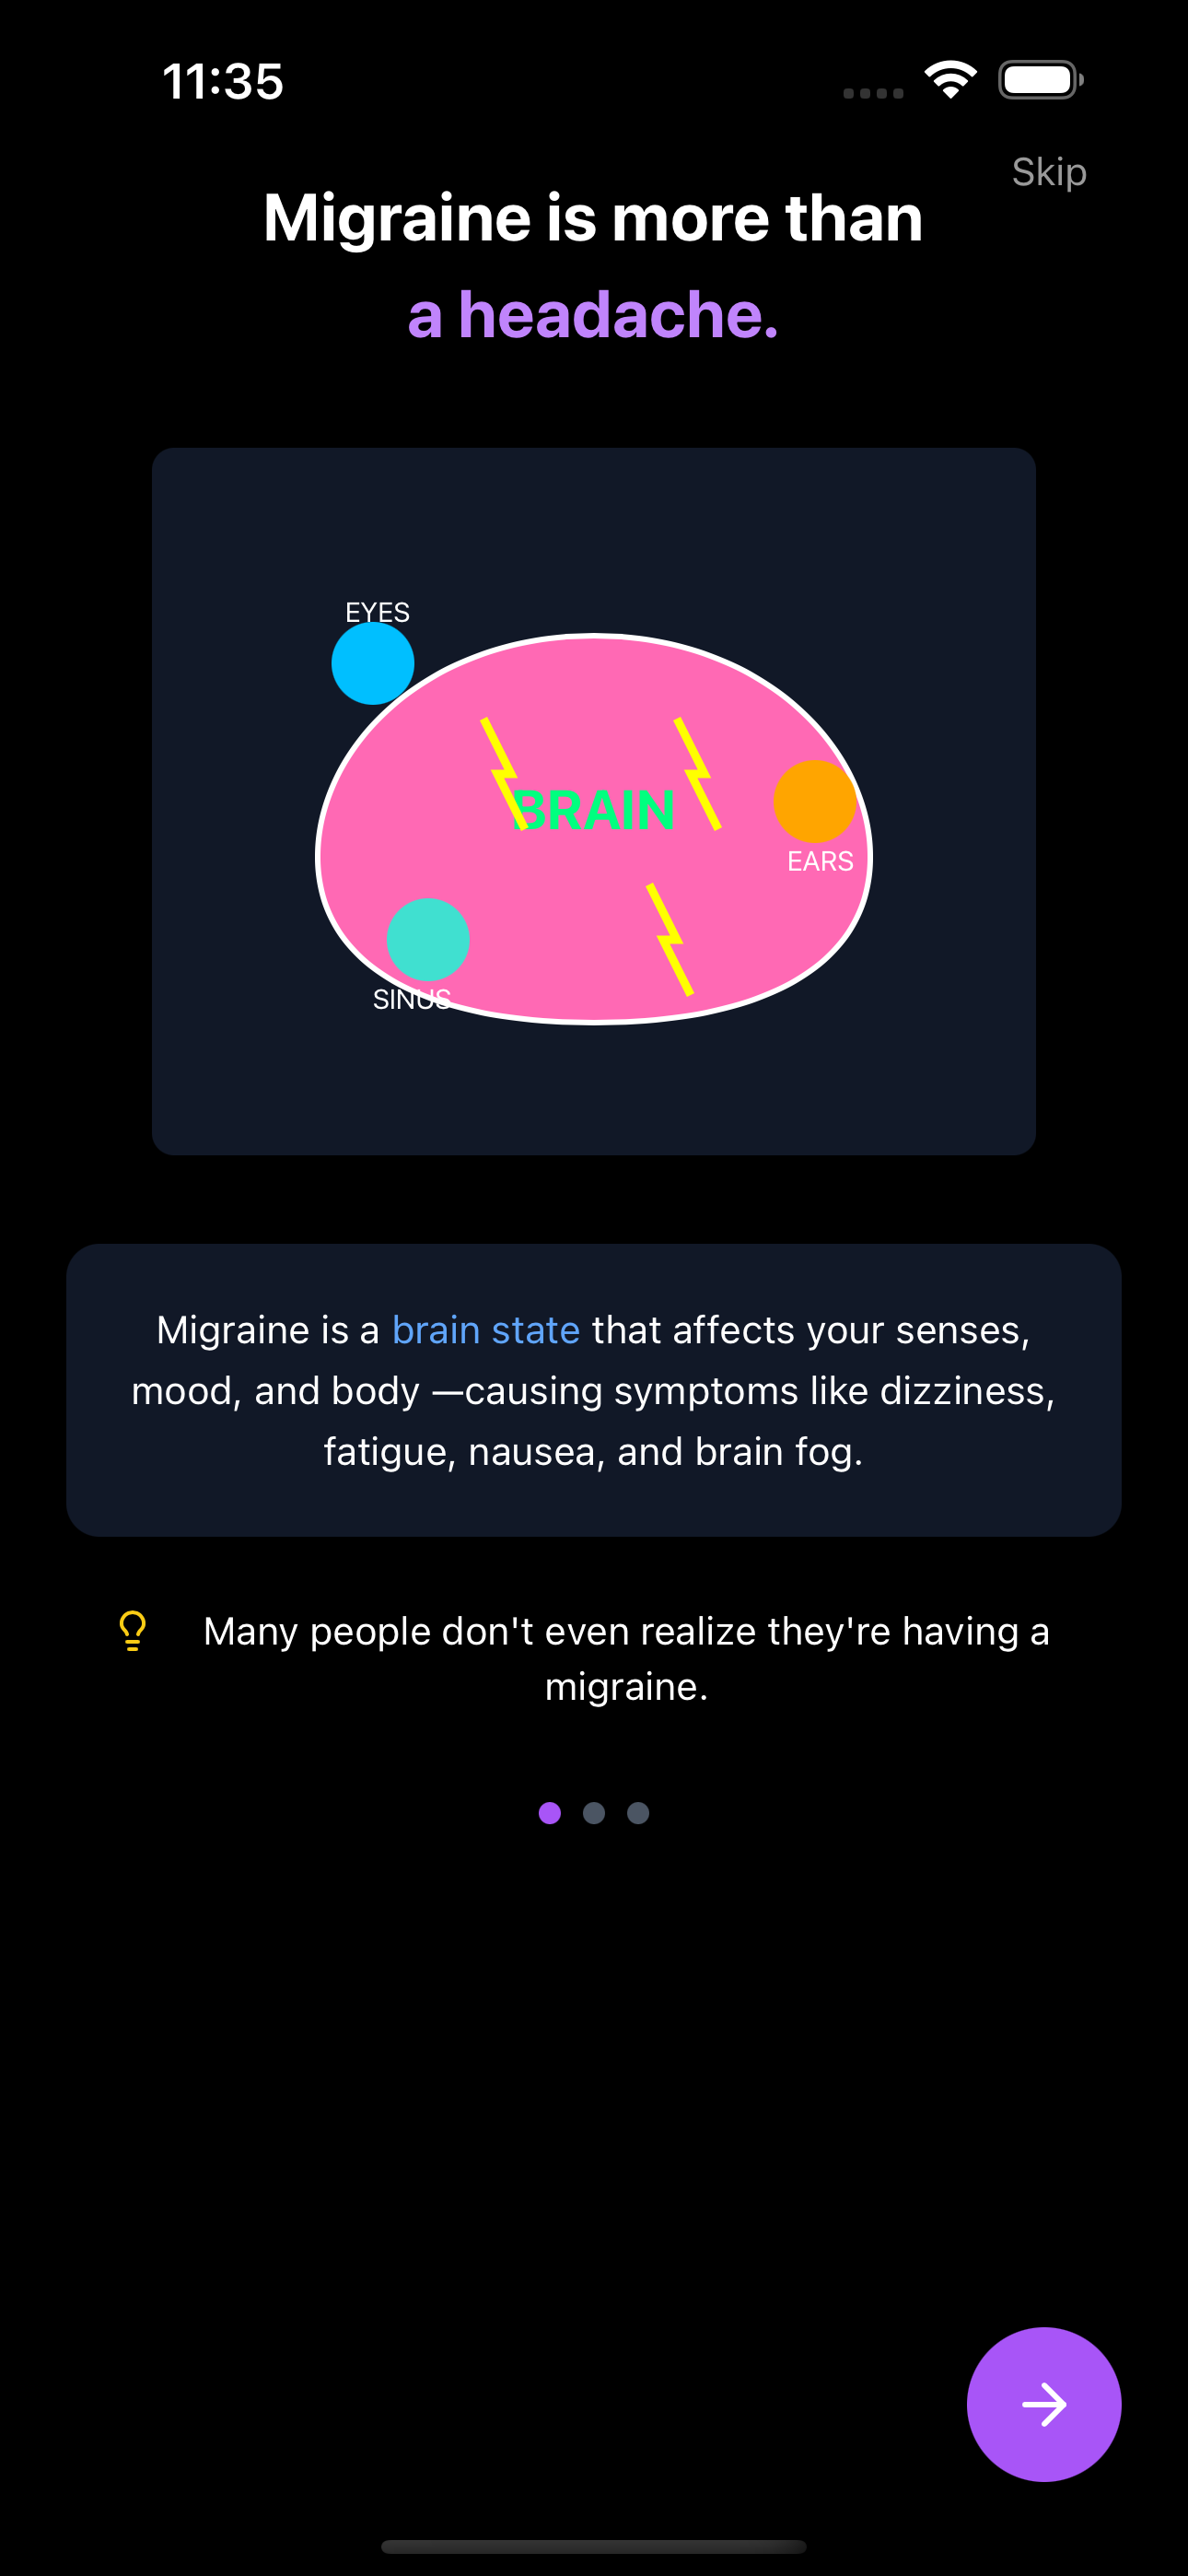 11:35
Skip
Migraine is more than
a headache.
EYES
BRAIN
EARS
SINUS
Migraine is a brain state that affects your senses,
mood, and body —causing symptoms like dizziness,
fatigue, nausea, and brain fog.
Many people don't even realize they're having a
migraine.